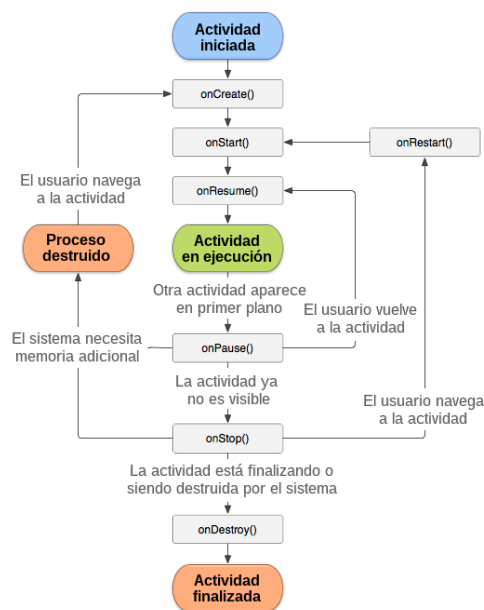 Actividad
iniciada
onCreate()
onStart()
onRestart()
El usuario navega
a la actividad
onResume()
Proceso
destruido
Actividad
en ejecución
Otra actividad aparece
en primer plano
El usuario vuelve
a la actividad
El sistema necesita
memoria adicional
onPause()
La actividad ya
no es visible
El usuario navega
a la actividad
onStop()
La actividad está finalizando o
siendo destruida por el sistema
onDestroy()
Actividad
finalizada